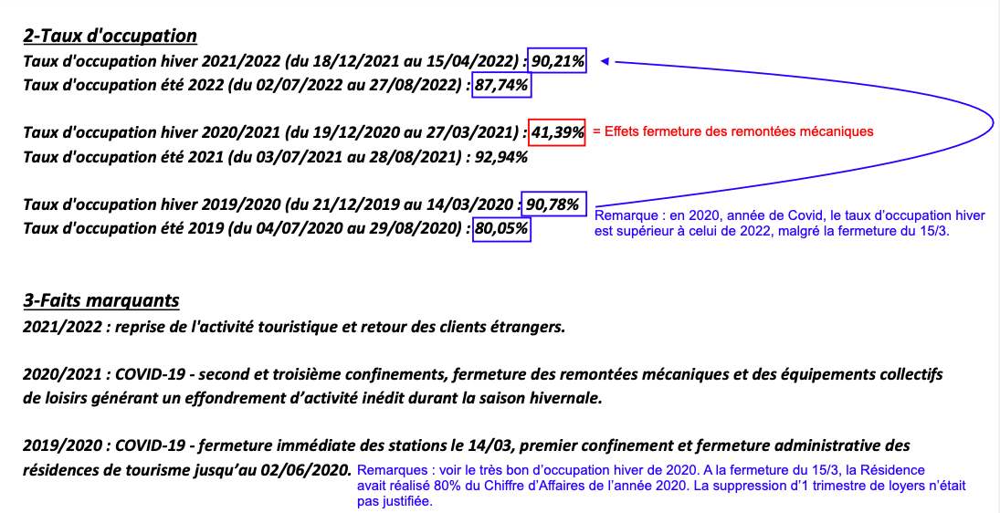 2-Taux d'occupation
Taux d'occupation hiver 2021/2022 (du 18/12/2021 au 15/04/2022) : 90,21%
Taux d'occupation été 2022 (du 02/07/2022 au 27/08/2022) : 87,74%
Taux d'occupation hiver 2020/2021 (du 19/12/2020 au 27/03/2021) : 41,39% = Effets fermeture des remontées mécaniques
Taux d'occupation été 2021 (du 03/07/2021 au 28/08/2021) : 92,94%
Taux d'occupation hiver 2019/2020 (du 21/12/2019 au 14/03/2020 : 90,78%
Taux d'occupation été 2019 (du 04/07/2020 au 29/08/2020) : 80,05%
Remarque : en 2020, année de Covid, le taux d’occupation hiver
est supérieur à celui de 2022, malgré la fermeture du 15/3.
3-Faits marquants
2021/2022 : reprise de l'activité touristique et retour des clients étrangers.
2020/2021 : COVID-19 - second et troisième confinements, fermeture des remontées mécaniques et des équipements collectifs
de loisirs générant un effondrement d’activité inédit durant la saison hivernale.
2019/2020 : COVID-19 - fermeture immédiate des stations le 14/03, premier confinement et fermeture administrative des
résidences de tourisme jusqu’au 02/06/2020.
Remarques : voir le très bon d’occupation hiver de 2020. A la fermeture du 15/3, la Résidence
avait réalisé 80% du Chiffre d’Affaires de l’année 2020. La suppression d’1 trimestre de loyers n’était
pas justifiée.